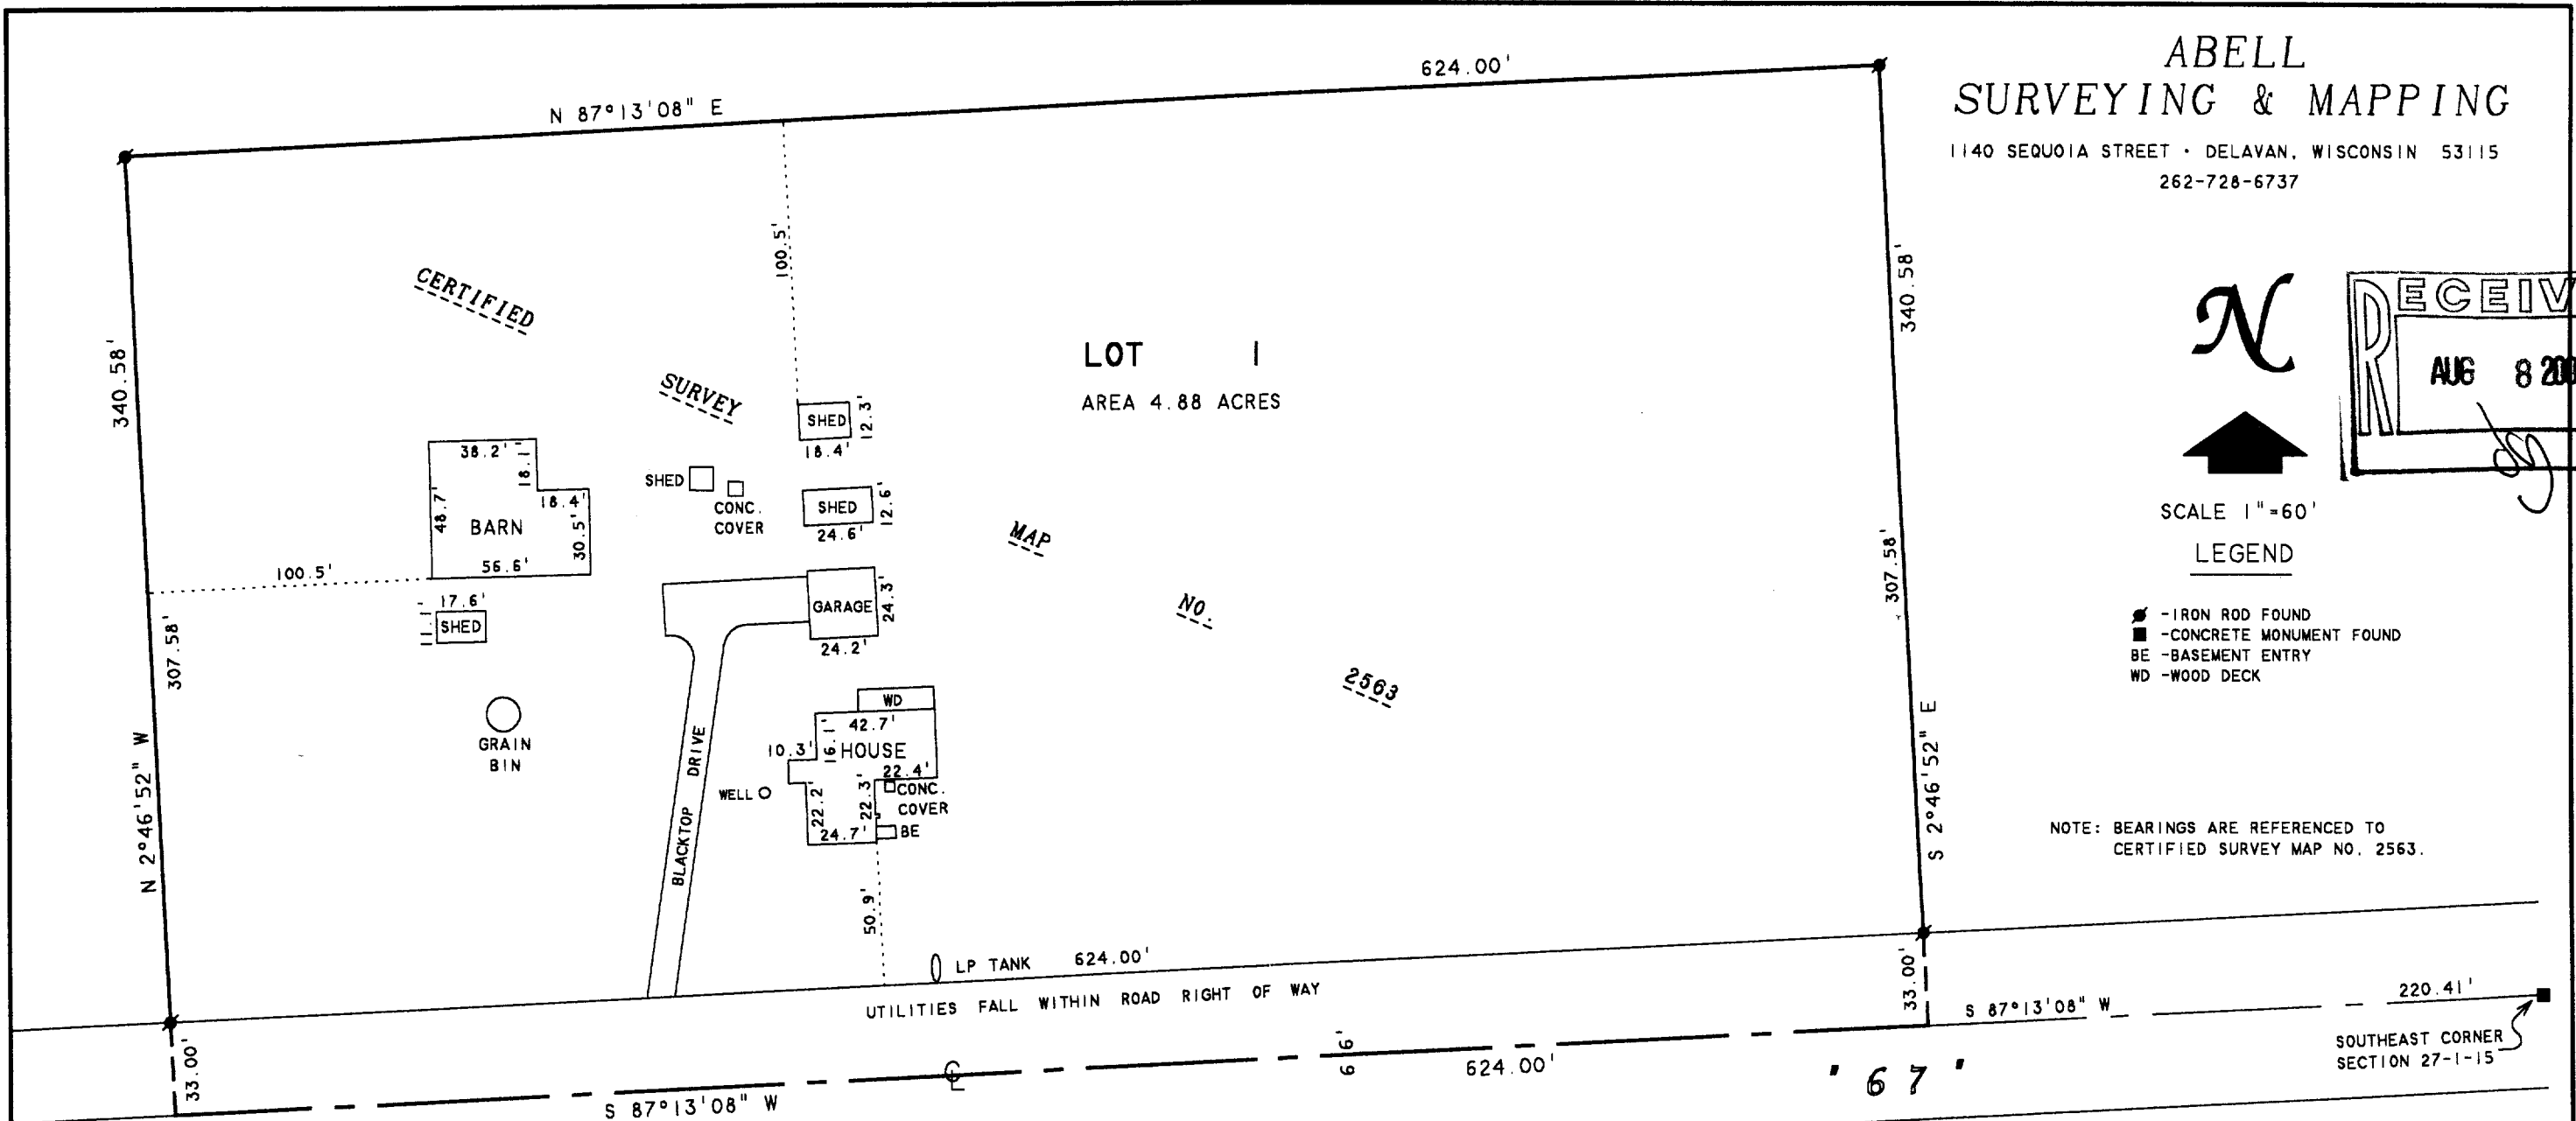 ABELL
SURVEYING & MAPPING
1140 SEQUOIA STREET · DELAVAN, WISCONSIN 53115
262-728-6737
N
RECEIV
AUG 8 200
SCALE 1"=60'
LEGEND
-IRON ROD FOUND
-CONCRETE MONUMENT FOUND
BE -BASEMENT ENTRY
WD -WOOD DECK
NOTE: BEARINGS ARE REFERENCED TO
CERTIFIED SURVEY MAP NO. 2563.
624.00'
N 87°13'08" E
100.5'
340.58'
340.58'
CERTIFIED
SURVEY
MAP
NO.
2563
LOT 1
AREA 4.88 ACRES
SHED
12.3'
18.4'
38.2'
18.1'
18.4'
48.7'
BARN
30.5'
56.6'
SHED
CONC.
COVER
SHED
12.6'
24.6'
100.5'
17.6'
11.1'
SHED
307.58'
307.58'
GARAGE
24.3'
24.2'
GRAIN
BIN
BLACKTOP DRIVE
WD
42.7'
16.1'
10.3'
HOUSE
22.4'
WELL
22.2'
22.3'
CONC.
COVER
24.7'
BE
50.9'
N 2°46'52" W
S 2°46'52" E
LP TANK
624.00'
UTILITIES FALL WITHIN ROAD RIGHT OF WAY
33.00'
33.00'
S 87°13'08" W
220.41'
SOUTHEAST CORNER
SECTION 27-1-15
CL
66'
624.00'
"67"
S 87°13'08" W